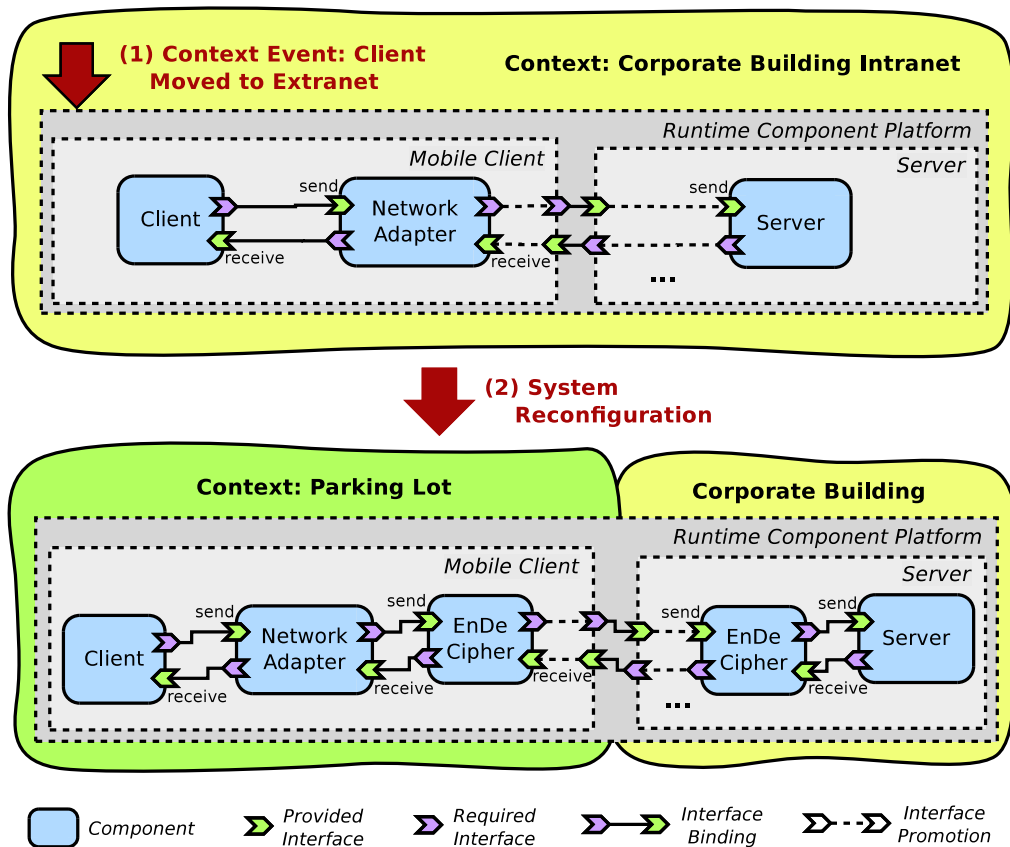 (1) Context Event: Client
Moved to Extranet
Context: Corporate Building Intranet
Runtime Component Platform
Mobile Client
Server
Client
send
receive
Network
Adapter
receive
send
Server
...
(2) System
Reconfiguration
Context: Parking Lot
Corporate Building
Runtime Component Platform
Mobile Client
Server
Client
send
receive
Network
Adapter
send
receive
EnDe
Cipher
receive
send
...
EnDe
Cipher
send
receive
Server
Component
Provided
Interface
Required
Interface
Interface
Binding
Interface
Promotion